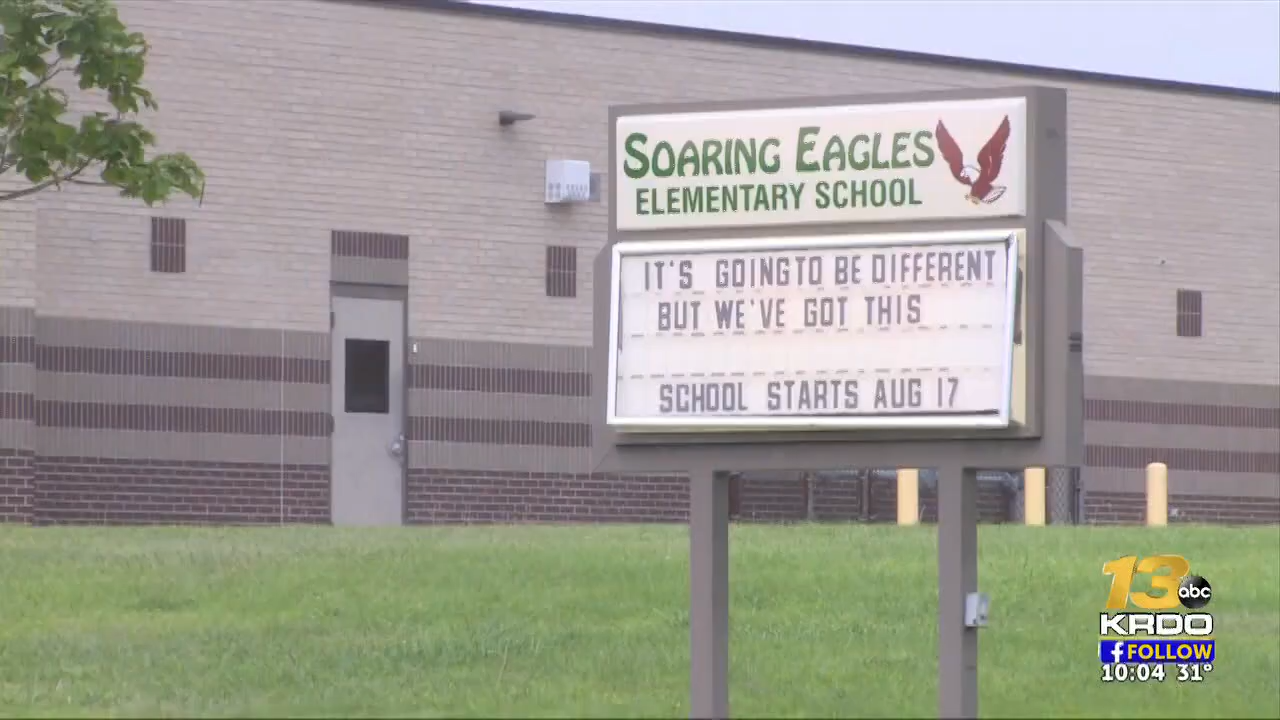 SOARING EAGLES
ELEMENTARY SCHOOL
IT'S GOINGTO BE DIFFERENT
BUT WE'VE GOT THIS
SCHOOL STARTS AUG 17
13 abc
KRDO
f FOLLOW
10:04 31°